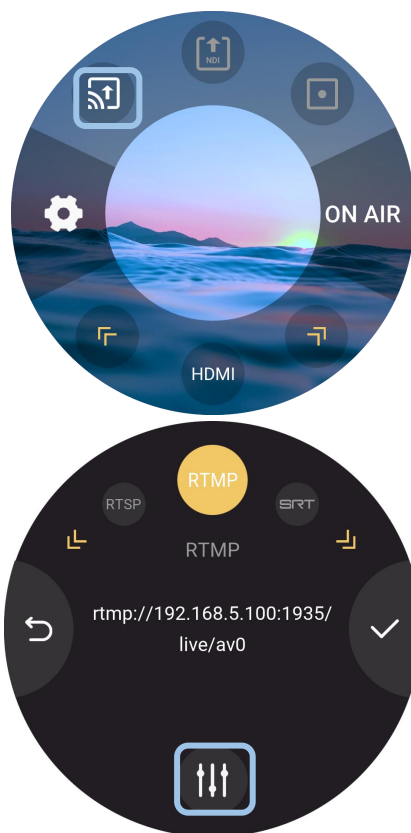 NDI
ON AIR
HDMI
RTMP
RTSP
SRT
RTMP
rtmp://192.168.5.100:1935/
live/av0